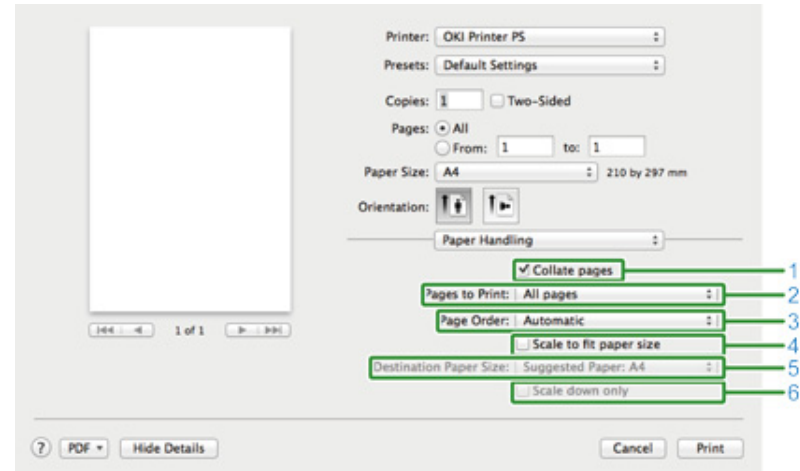 Printer: OKI Printer PS
Presets: Default Settings
Copies: 1 Two-Sided
Pages: All
From: 1 to: 1
Paper Size: A4 210 by 297 mm
Orientation:
Paper Handling
Collate pages 1
Pages to Print: All pages 2
Page Order: Automatic 3
Scale to fit paper size 4
Destination Paper Size: Suggested Paper: A4 5
Scale down only 6
1 of 1
? PDF Hide Details Cancel Print